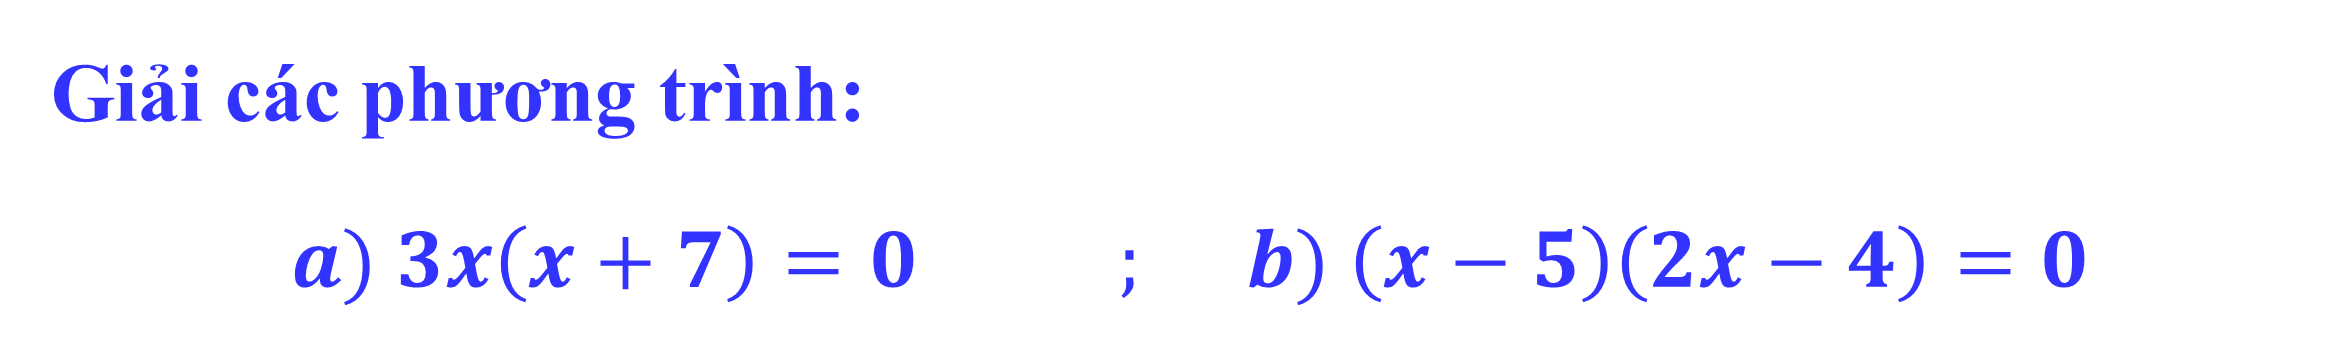 Giải các phương trình:
a) 3x(x + 7) = 0 ; b) (x − 5)(2x − 4) = 0